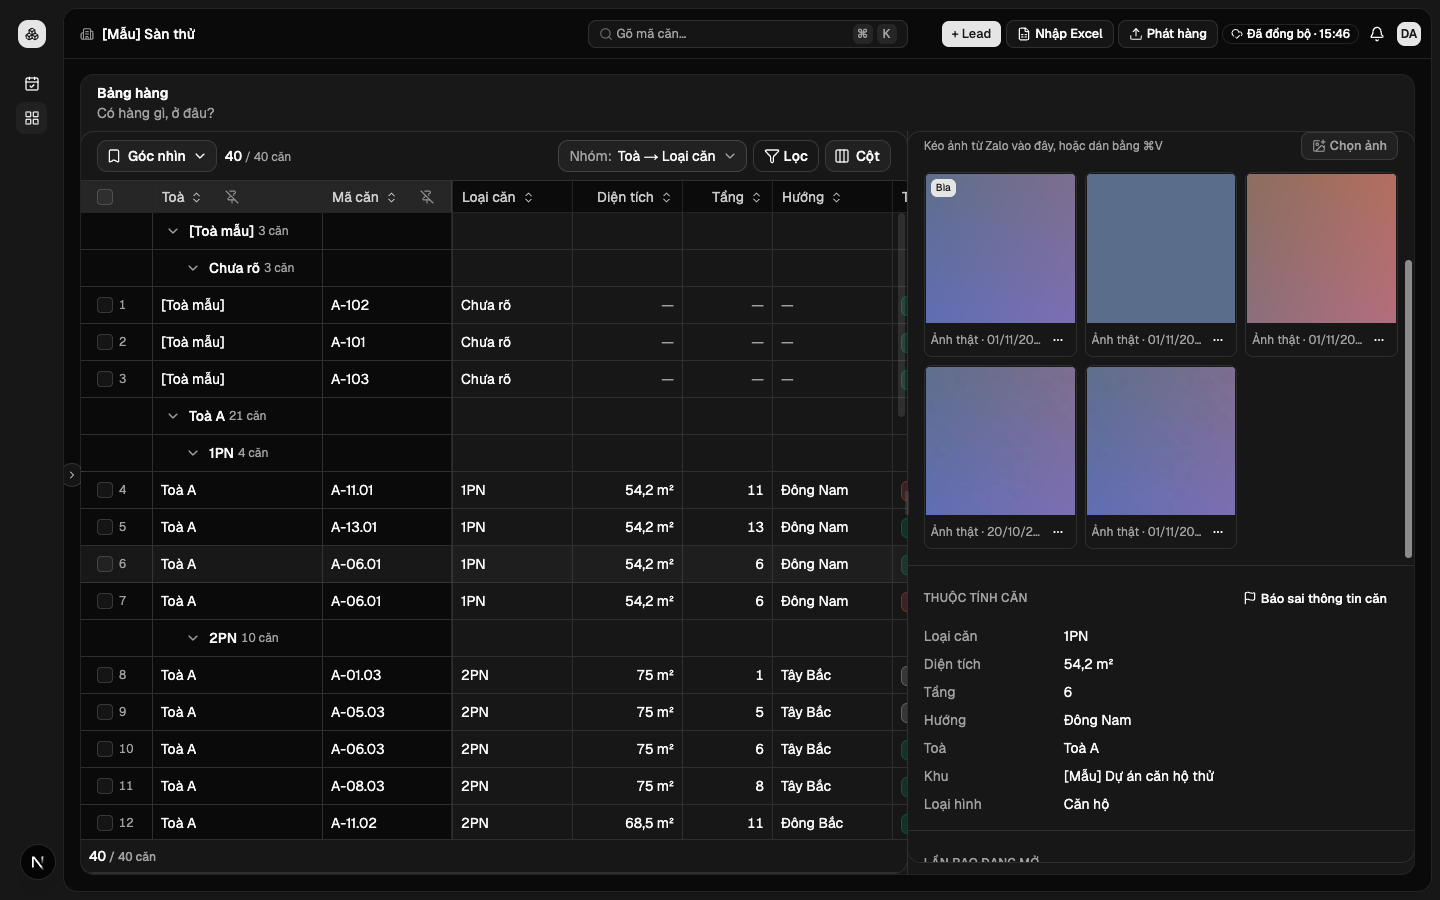 [Mẫu] Sàn thử
Gõ mã căn...
⌘ K
+ Lead
Nhập Excel
Phát hàng
Đã đồng bộ · 15:46
DA
Bảng hàng
Có hàng gì, ở đâu?
Góc nhìn
40 / 40 căn
Nhóm: Toà → Loại căn
Lọc
Cột
Toà Mã căn Loại căn Diện tích Tầng Hướng
[Toà mẫu] 3 căn
Chưa rõ 3 căn
1 [Toà mẫu] A-102 Chưa rõ — — —
2 [Toà mẫu] A-101 Chưa rõ — — —
3 [Toà mẫu] A-103 Chưa rõ — — —
Toà A 21 căn
1PN 4 căn
4 Toà A A-11.01 1PN 54,2 m² 11 Đông Nam
5 Toà A A-13.01 1PN 54,2 m² 13 Đông Nam
6 Toà A A-06.01 1PN 54,2 m² 6 Đông Nam
7 Toà A A-06.01 1PN 54,2 m² 6 Đông Nam
2PN 10 căn
8 Toà A A-01.03 2PN 75 m² 1 Tây Bắc
9 Toà A A-05.03 2PN 75 m² 5 Tây Bắc
10 Toà A A-06.03 2PN 75 m² 6 Tây Bắc
11 Toà A A-08.03 2PN 75 m² 8 Tây Bắc
12 Toà A A-11.02 2PN 68,5 m² 11 Đông Bắc
40 / 40 căn
N
Kéo ảnh từ Zalo vào đây, hoặc dán bằng ⌘V
Chọn ảnh
Bìa
Ảnh thật · 01/11/20... ···
Ảnh thật · 01/11/20... ···
Ảnh thật · 01/11/20... ···
Ảnh thật · 20/10/2... ···
Ảnh thật · 01/11/20... ···
THUỘC TÍNH CĂN
Báo sai thông tin căn
Loại căn 1PN
Diện tích 54,2 m²
Tầng 6
Hướng Đông Nam
Toà Toà A
Khu [Mẫu] Dự án căn hộ thử
Loại hình Căn hộ